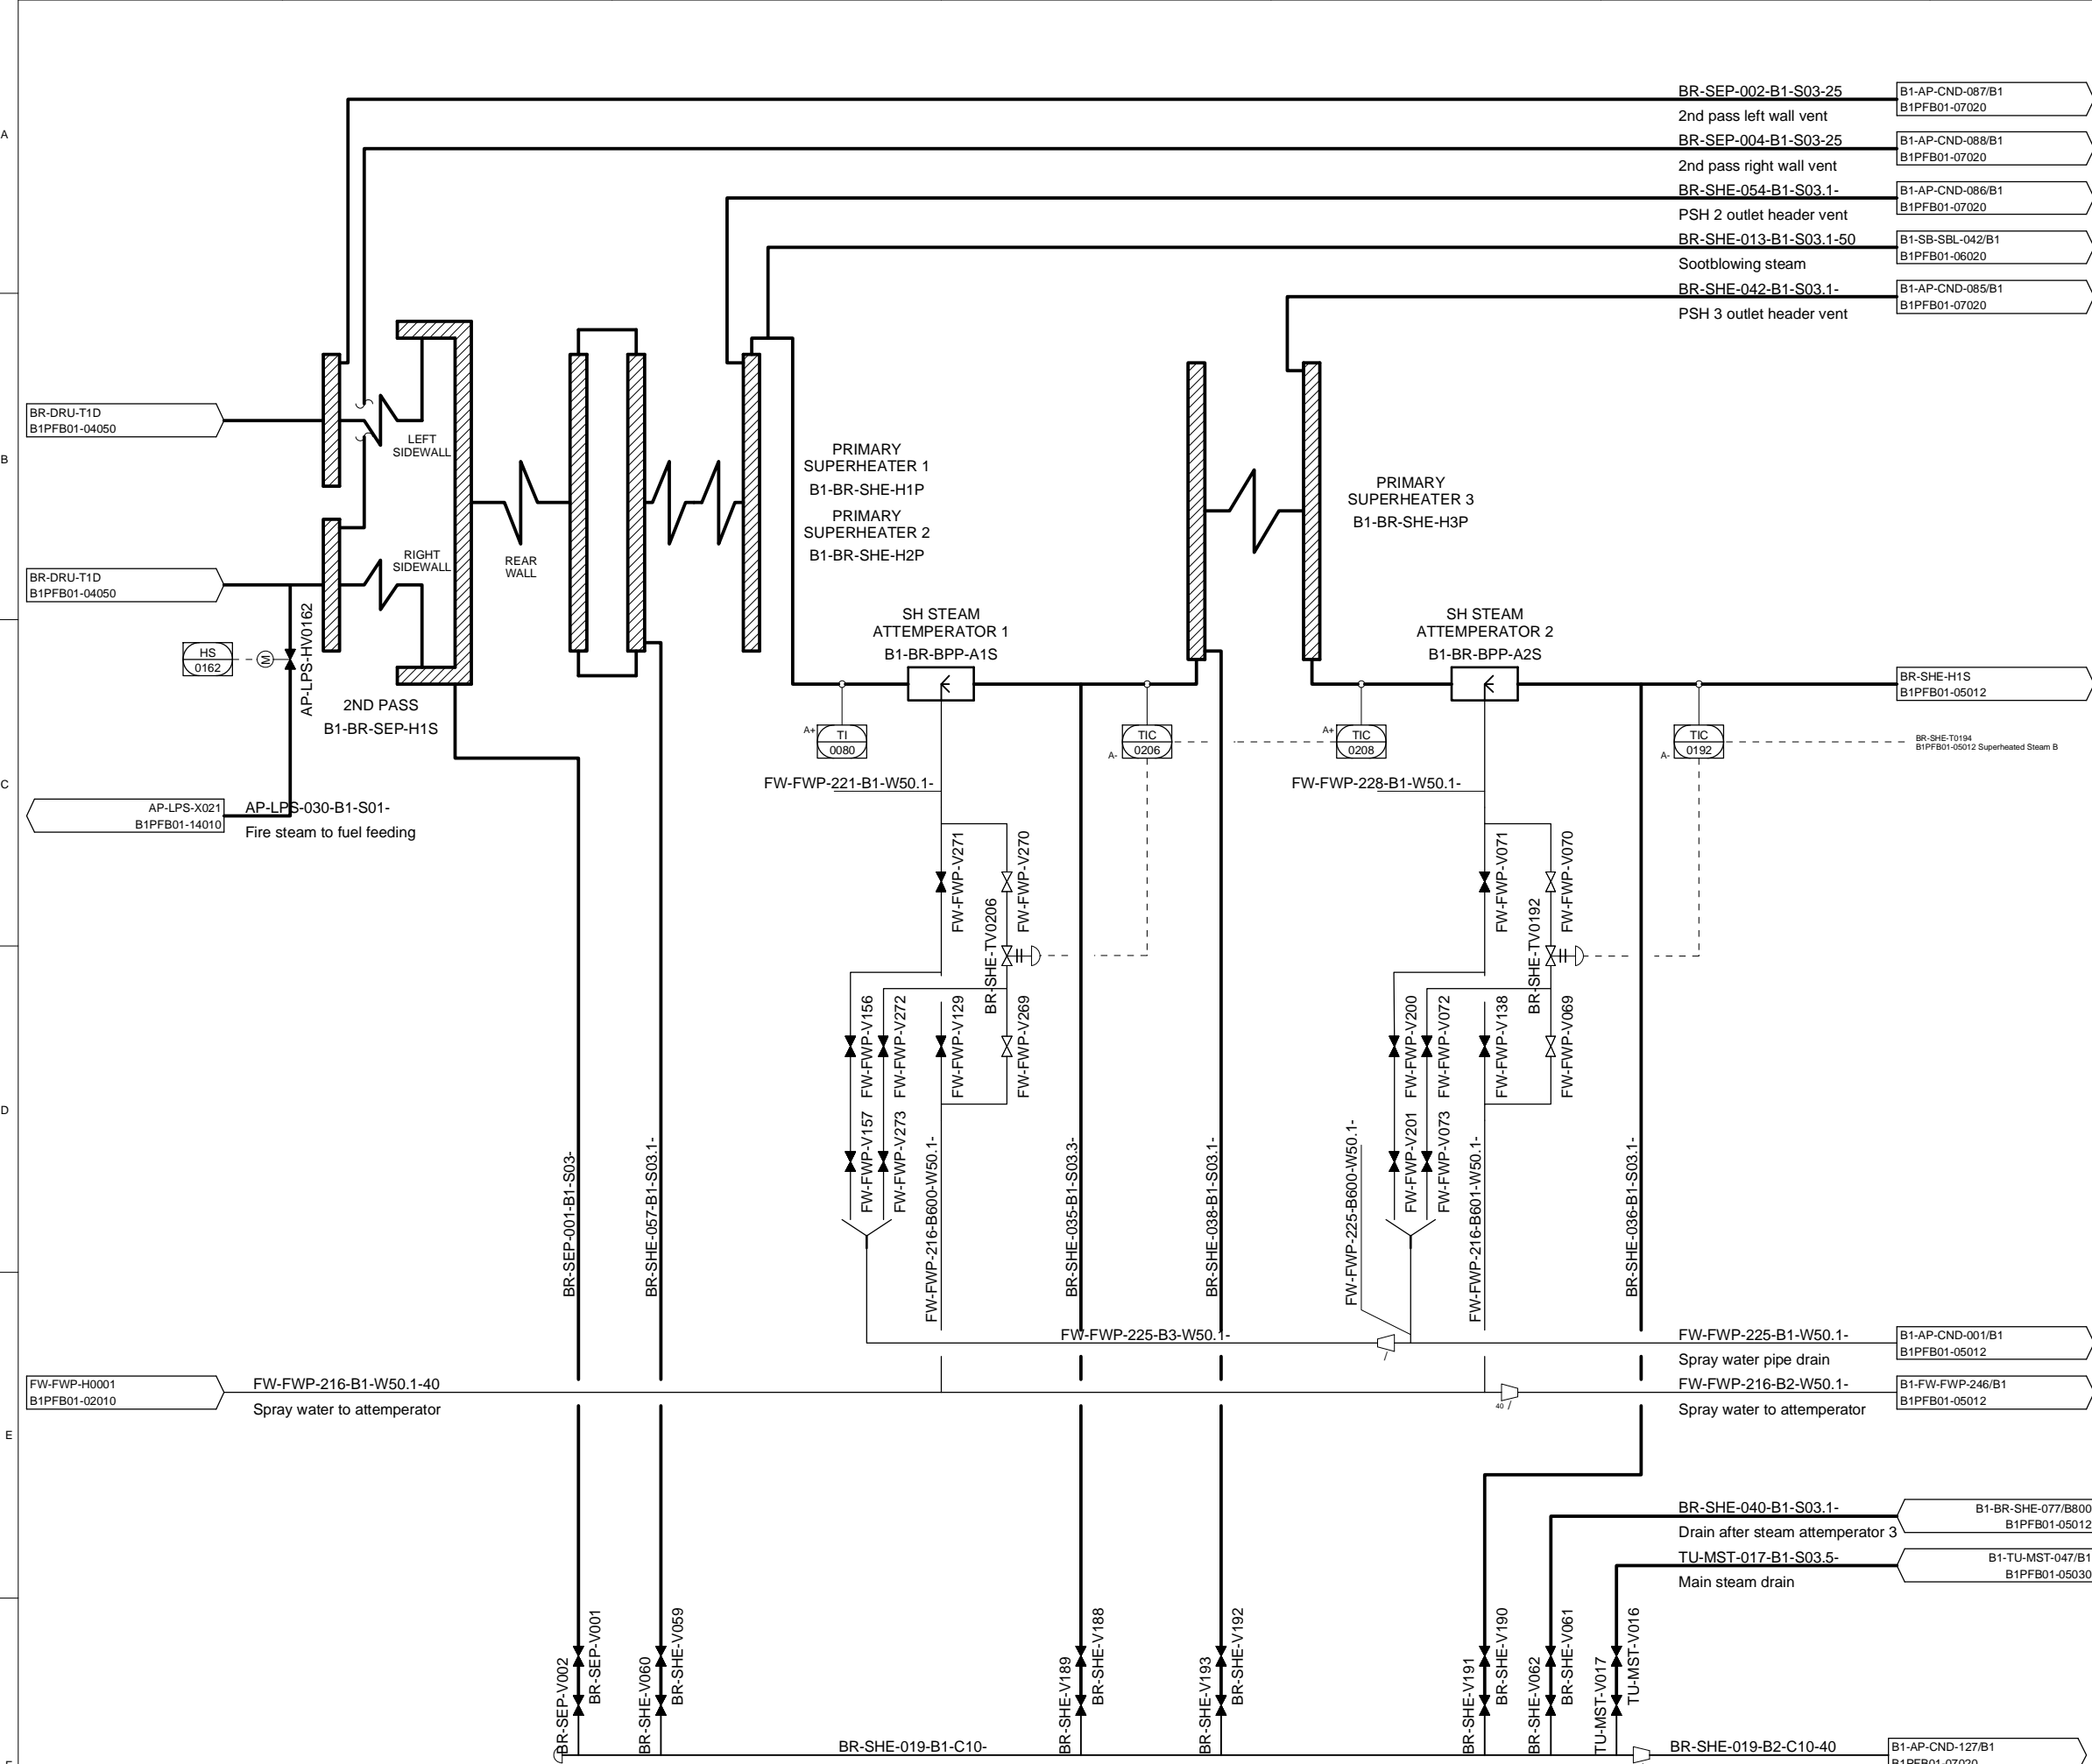 BR-SEP-002-B1-S03-25
2nd pass left wall vent
B1-AP-CND-087/B1
B1PFB01-07020
A
BR-SEP-004-B1-S03-25
2nd pass right wall vent
B1-AP-CND-088/B1
B1PFB01-07020
BR-SHE-054-B1-S03.1-
PSH 2 outlet header vent
B1-AP-CND-086/B1
B1PFB01-07020
BR-SHE-013-B1-S03.1-50
Sootblowing steam
B1-SB-SBL-042/B1
B1PFB01-06020
BR-SHE-042-B1-S03.1-
PSH 3 outlet header vent
B1-AP-CND-085/B1
B1PFB01-07020
BR-DRU-T1D
B1PFB01-04050
LEFT
SIDEWALL
B
PRIMARY
SUPERHEATER 1
B1-BR-SHE-H1P
PRIMARY
SUPERHEATER 2
B1-BR-SHE-H2P
PRIMARY
SUPERHEATER 3
B1-BR-SHE-H3P
RIGHT
SIDEWALL
REAR
WALL
BR-DRU-T1D
B1PFB01-04050
AP-LPS-HV0162
HS
0162
M
SH STEAM
ATTEMPERATOR 1
B1-BR-BPP-A1S
SH STEAM
ATTEMPERATOR 2
B1-BR-BPP-A2S
BR-SHE-H1S
B1PFB01-05012
2ND PASS
B1-BR-SEP-H1S
A+
TI
0080
TIC
0206
A-
A+
TIC
0208
TIC
0192
A-
BR-SHE-T0194
B1PFB01-05012 Superheated Steam B
C
FW-FWP-221-B1-W50.1-
FW-FWP-228-B1-W50.1-
AP-LPS-X021
B1PFB01-14010
AP-LPS-030-B1-S01-
Fire steam to fuel feeding
FW-FWP-V271
FW-FWP-V270
BR-SHE-TV0206
FW-FWP-V071
FW-FWP-V070
BR-SHE-TV0192
FW-FWP-V156
FW-FWP-V272
FW-FWP-V129
FW-FWP-V269
FW-FWP-V200
FW-FWP-V072
FW-FWP-V138
FW-FWP-V069
D
FW-FWP-V157
FW-FWP-V273
FW-FWP-V201
FW-FWP-V073
BR-SEP-001-B1-S03-
BR-SHE-057-B1-S03.1-
FW-FWP-216-B600-W50.1-
BR-SHE-035-B1-S03.3-
BR-SHE-038-B1-S03.1-
FW-FWP-225-B600-W50.1-
FW-FWP-216-B601-W50.1-
BR-SHE-036-B1-S03.1-
FW-FWP-225-B3-W50.1-
/
FW-FWP-225-B1-W50.1-
Spray water pipe drain
B1-AP-CND-001/B1
B1PFB01-05012
FW-FWP-H0001
B1PFB01-02010
FW-FWP-216-B1-W50.1-40
Spray water to attemperator
40 /
FW-FWP-216-B2-W50.1-
Spray water to attemperator
B1-FW-FWP-246/B1
B1PFB01-05012
E
BR-SHE-040-B1-S03.1-
Drain after steam attemperator 3
B1-BR-SHE-077/B800
B1PFB01-05012
TU-MST-017-B1-S03.5-
Main steam drain
B1-TU-MST-047/B1
B1PFB01-05030
BR-SEP-V002
BR-SEP-V001
BR-SHE-V060
BR-SHE-V059
BR-SHE-V189
BR-SHE-V188
BR-SHE-V193
BR-SHE-V192
BR-SHE-V191
BR-SHE-V190
BR-SHE-V062
BR-SHE-V061
TU-MST-V017
TU-MST-V016
BR-SHE-019-B1-C10-
BR-SHE-019-B2-C10-40
B1-AP-CND-127/B1
B1PFB01-07020